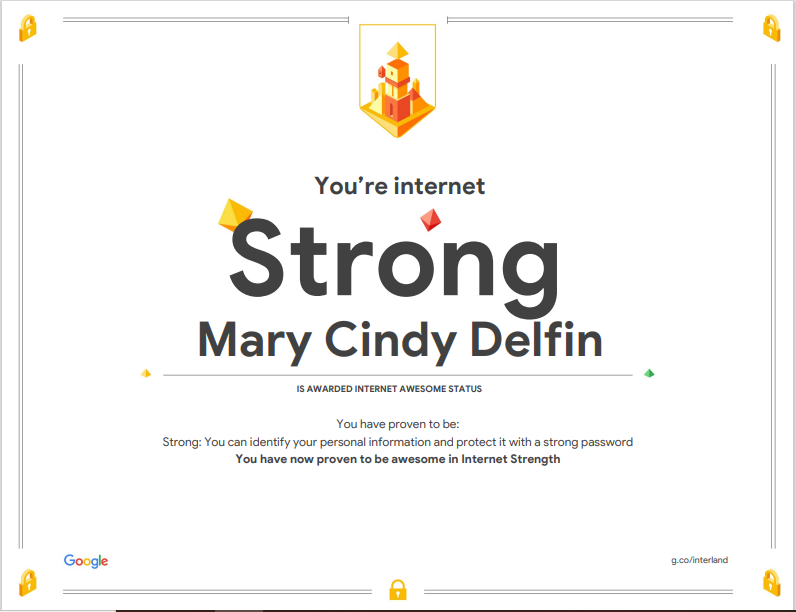 You’re internet
Strong
Mary Cindy Delfin
IS AWARDED INTERNET AWESOME STATUS
You have proven to be:
Strong: You can identify your personal information and protect it with a strong password
You have now proven to be awesome in Internet Strength
Google
g.co/interland